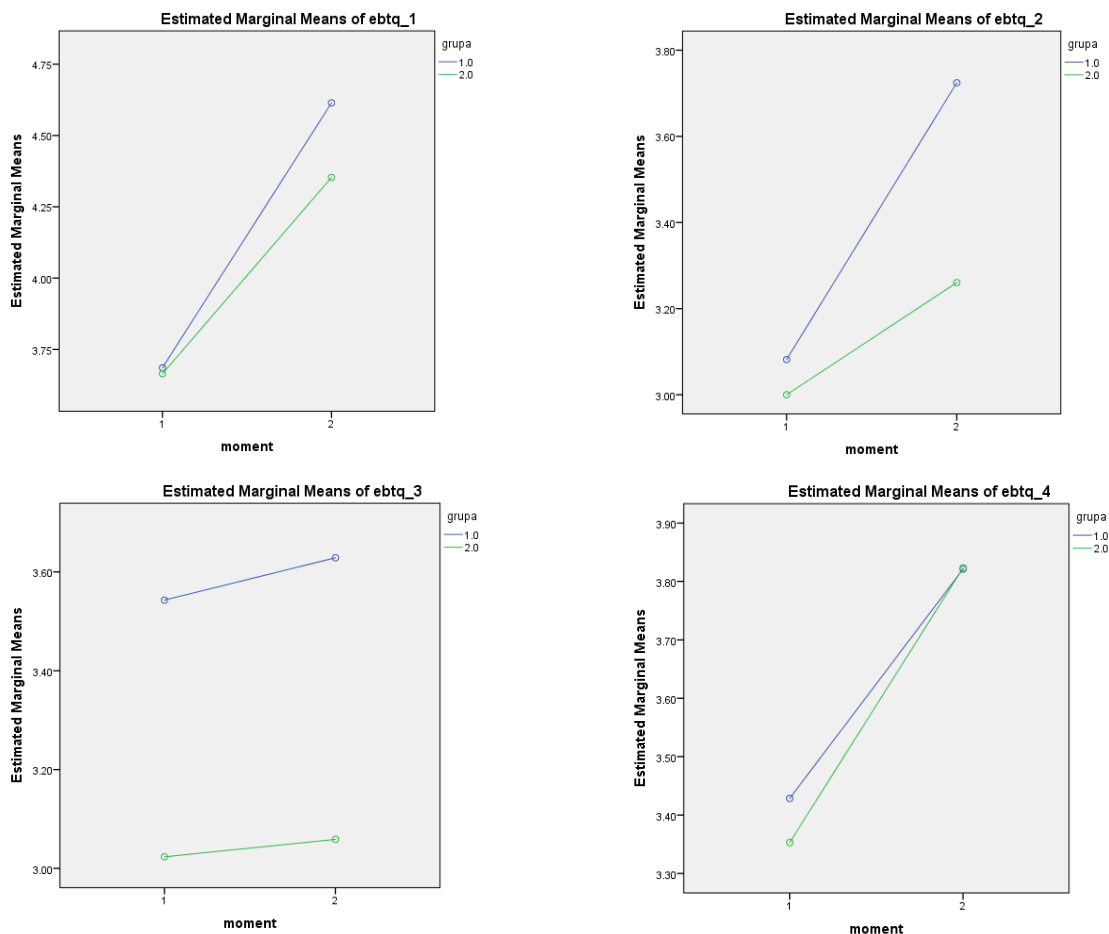 Estimated Marginal Means of ebtq_1
grupa
1.0
2.0
Estimated Marginal Means
4.75
4.50
4.25
4.00
3.75
1 2
moment
Estimated Marginal Means of ebtq_2
grupa
1.0
2.0
Estimated Marginal Means
3.80
3.60
3.40
3.20
3.00
1 2
moment
Estimated Marginal Means of ebtq_3
grupa
1.0
2.0
Estimated Marginal Means
3.60
3.40
3.20
3.00
1 2
moment
Estimated Marginal Means of ebtq_4
grupa
1.0
2.0
Estimated Marginal Means
3.90
3.80
3.70
3.60
3.50
3.40
3.30
1 2
moment